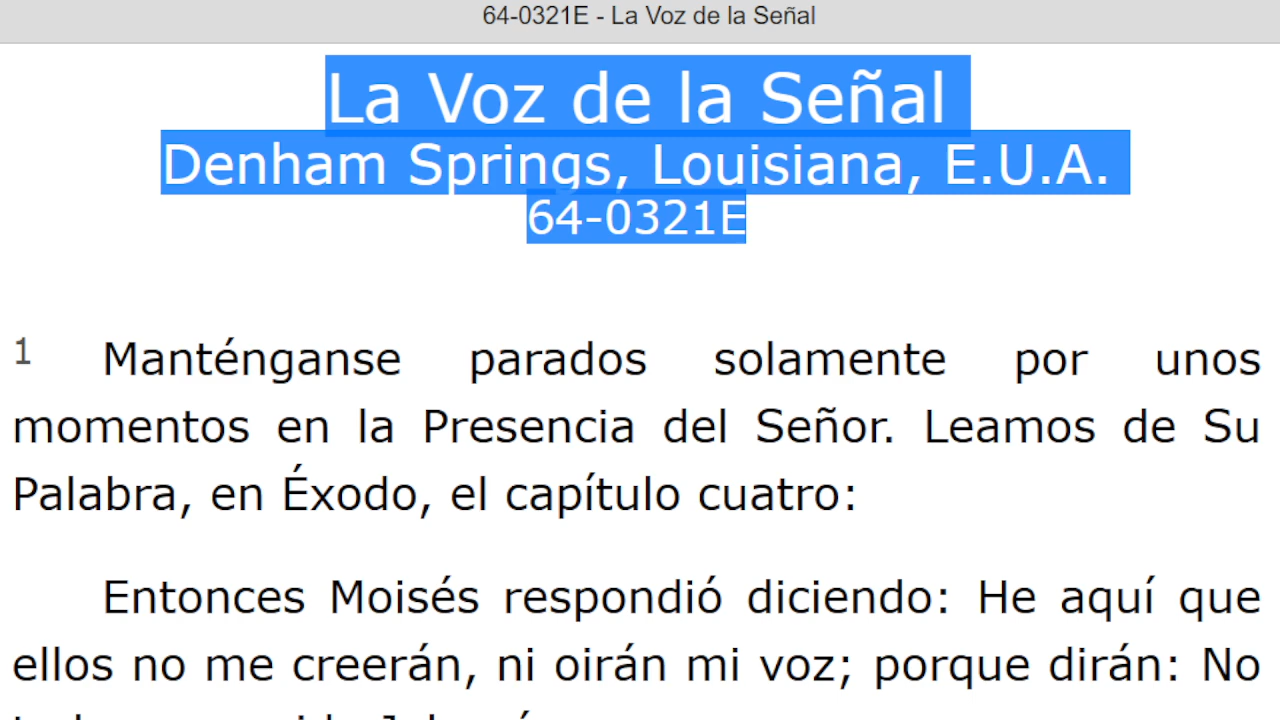 64-0321E - La Voz de la Señal
La Voz de la Señal
Denham Springs, Louisiana, E.U.A.
64-0321E
1 Manténganse parados solamente por unos
momentos en la Presencia del Señor. Leamos de Su
Palabra, en Éxodo, el capítulo cuatro:
Entonces Moisés respondió diciendo: He aquí que
ellos no me creerán, ni oirán mi voz; porque dirán: No